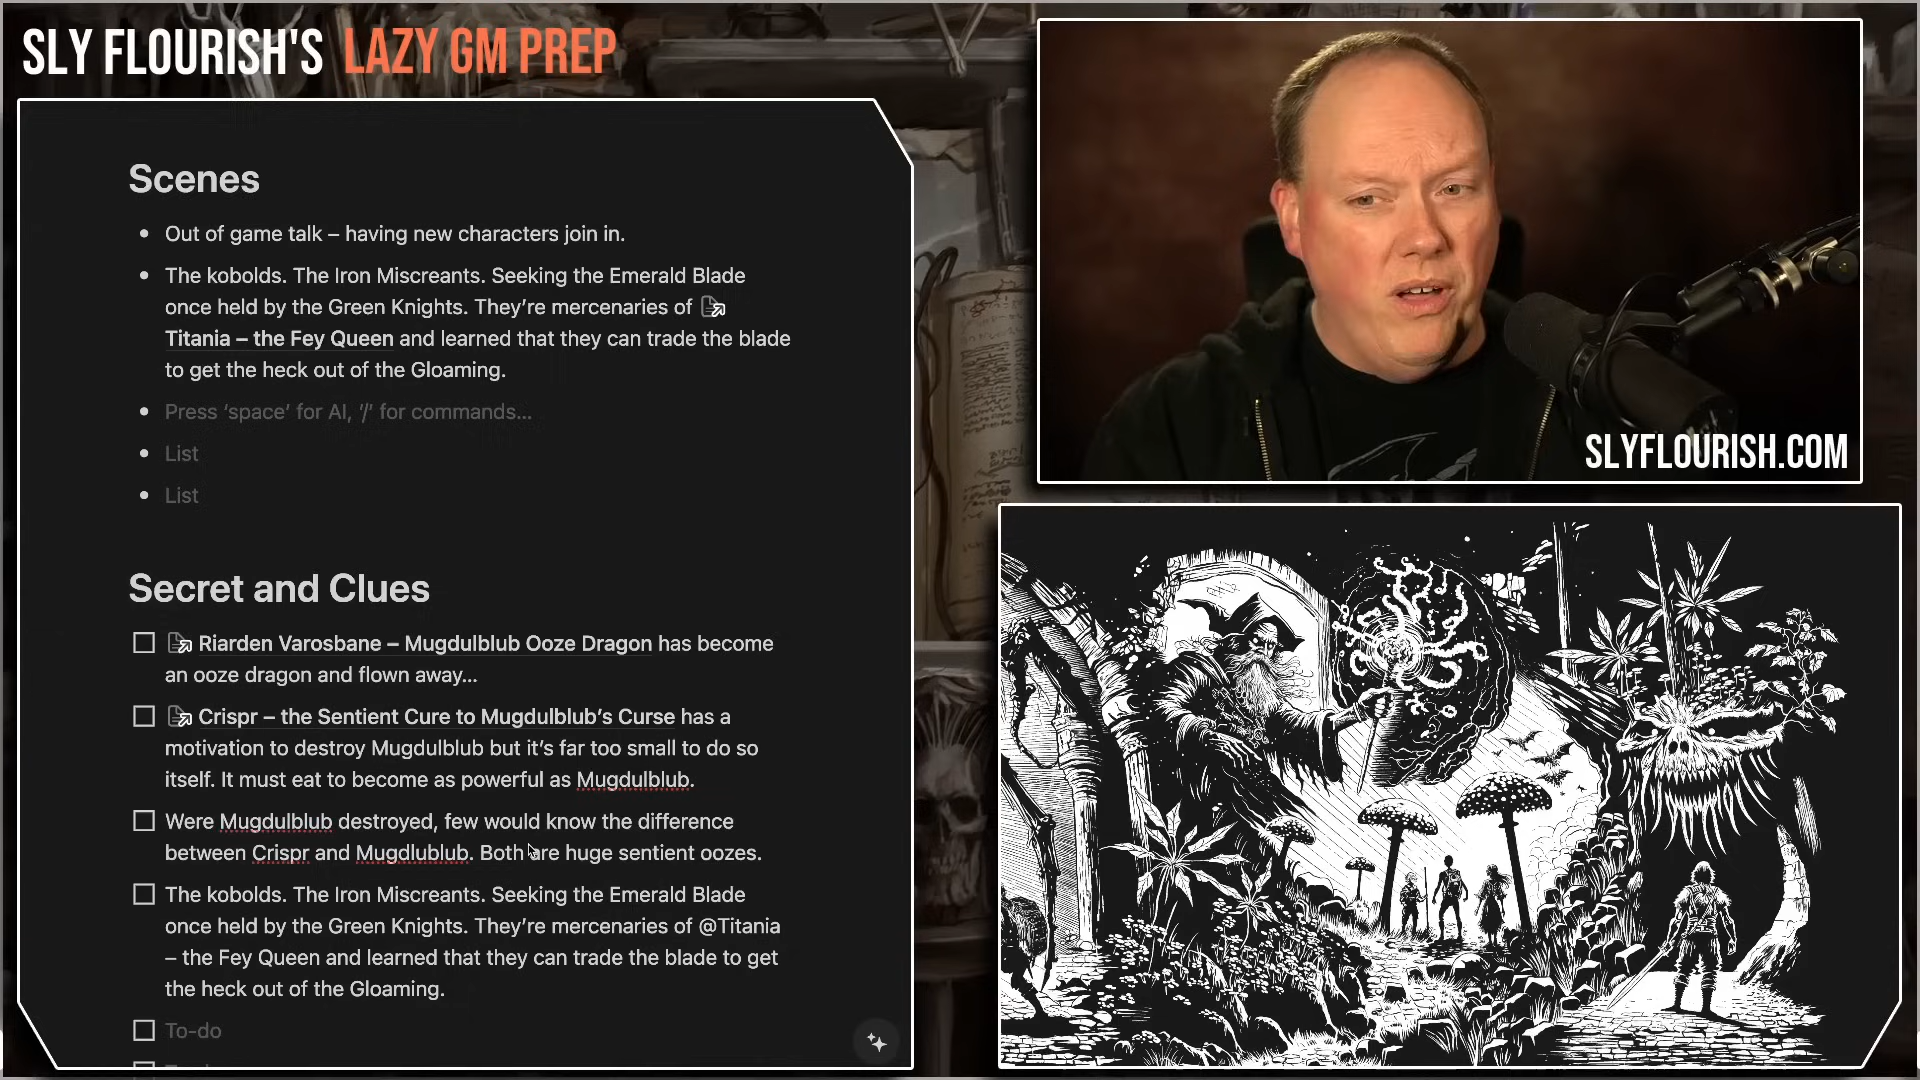 SLY FLOURISH'S LAZY GM PREP
Scenes
Out of game talk – having new characters join in.
The kobolds. The Iron Miscreants. Seeking the Emerald Blade
once held by the Green Knights. They're mercenaries of
Titania – the Fey Queen and learned that they can trade the blade
to get the heck out of the Gloaming.
Press 'space' for AI, '/' for commands...
List
List
Secret and Clues
Riarden Varosbane – Mugdulblub Ooze Dragon has become
an ooze dragon and flown away...
Crispr – the Sentient Cure to Mugdulblub's Curse has a
motivation to destroy Mugdulblub but it's far too small to do so
itself. It must eat to become as powerful as Mugdulblub.
Were Mugdulblub destroyed, few would know the difference
between Crispr and Mugdlublub. Both are huge sentient oozes.
The kobolds. The Iron Miscreants. Seeking the Emerald Blade
once held by the Green Knights. They're mercenaries of @Titania
– the Fey Queen and learned that they can trade the blade to get
the heck out of the Gloaming.
To-do
SLYFLOURISH.COM